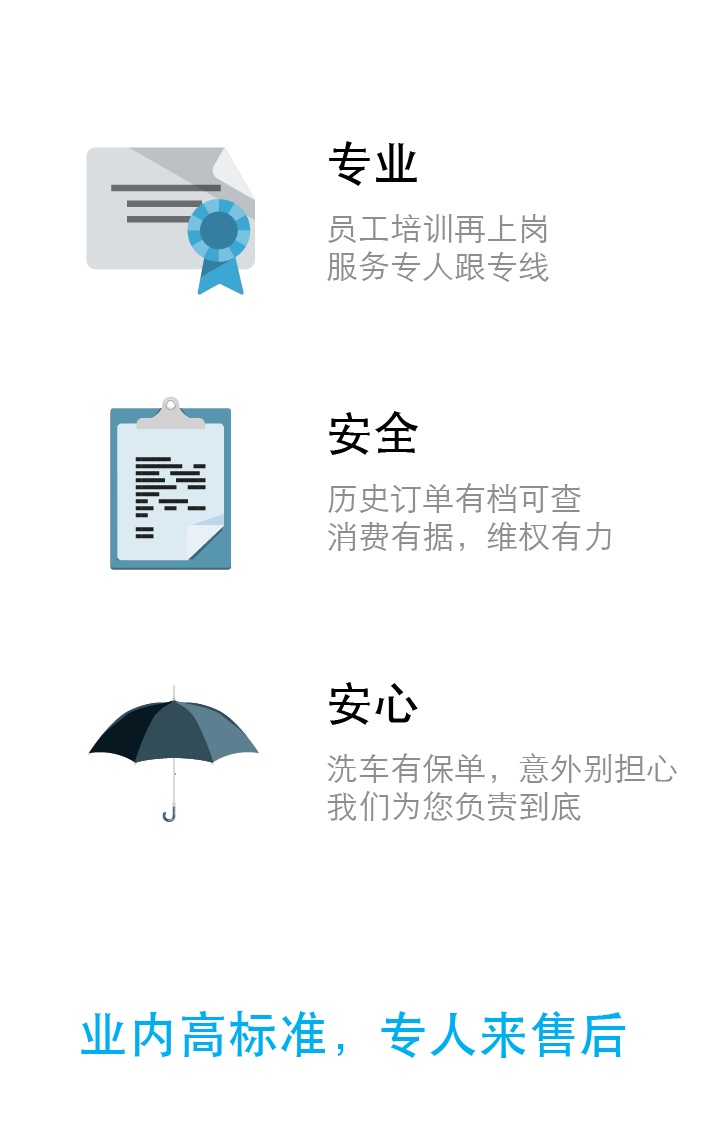 专业
员工培训再上岗
服务专人跟专线
安全
历史订单有档可查
消费有据，维权有力
安心
洗车有保单，意外别担心
我们为您负责到底
业内高标准，专人来售后